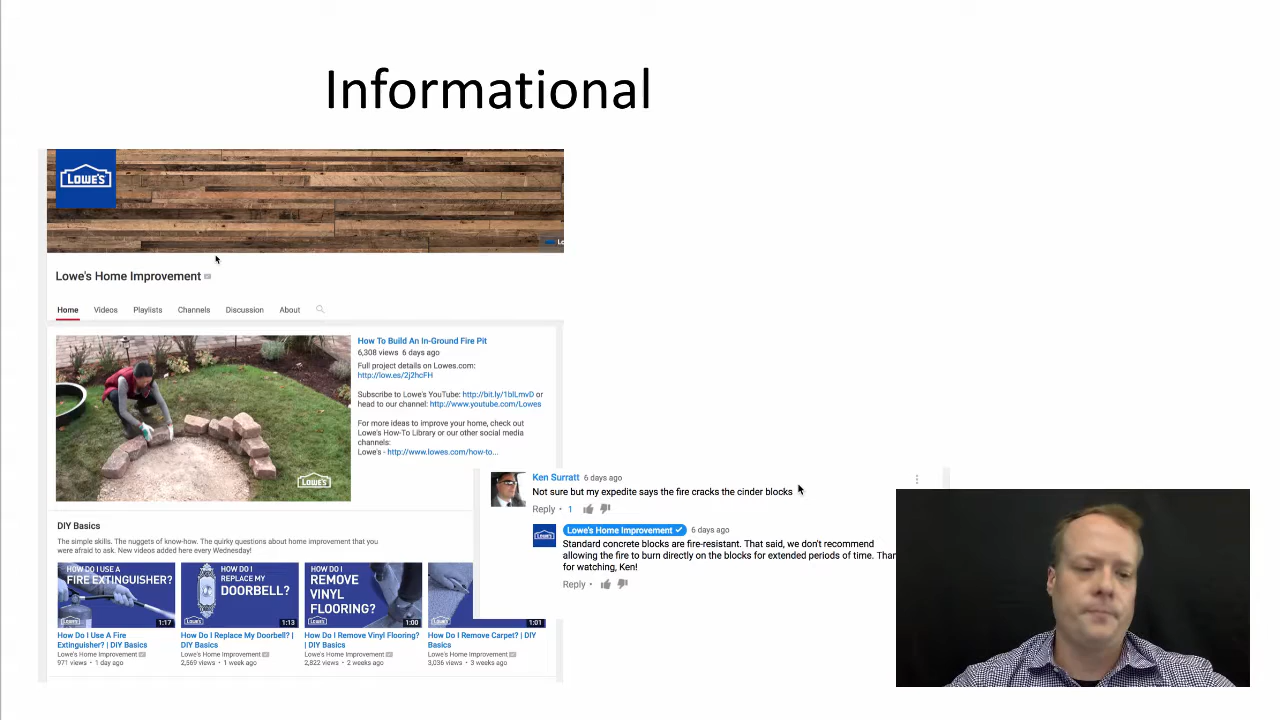 Informational
LOWE'S
Lowe's Home Improvement
Home Videos Playlists Channels Discussion About
How To Build An In-Ground Fire Pit
6,308 views 6 days ago
Full project details on Lowes.com:
http://low.es/2j2hcFH
Subscribe to Lowe's YouTube: http://bit.ly/1blLmvD or
head to our channel: http://www.youtube.com/Lowes
For more ideas to improve your home, check out
Lowe's How-To Library or our other social media
channels:
Lowe's - http://www.lowes.com/how-to...
LOWE'S
Ken Surratt 6 days ago
Not sure but my expedite says the fire cracks the cinder blocks
Reply • 1
Lowe's Home Improvement 6 days ago
Standard concrete blocks are fire-resistant. That said, we don't recommend
allowing the fire to burn directly on the blocks for extended periods of time. Than
for watching, Ken!
Reply •
DIY Basics
The simple skills. The nuggets of know-how. The quirky questions about home improvement that you
were afraid to ask. New videos added here every Wednesday!
HOW DO I USE A
FIRE EXTINGUISHER?
1:17
HOW DO I
REPLACE MY
DOORBELL?
1:13
HOW DO I
REMOVE
VINYL
FLOORING?
1:00
1:01
How Do I Use A Fire
Extinguisher? | DIY Basics
Lowe's Home Improvement
971 views • 1 day ago
How Do I Replace My Doorbell? |
DIY Basics
Lowe's Home Improvement
2,569 views • 1 week ago
How Do I Remove Vinyl Flooring?
| DIY Basics
Lowe's Home Improvement
2,822 views • 2 weeks ago
How Do I Remove Carpet? | DIY
Basics
Lowe's Home Improvement
3,036 views • 3 weeks ago